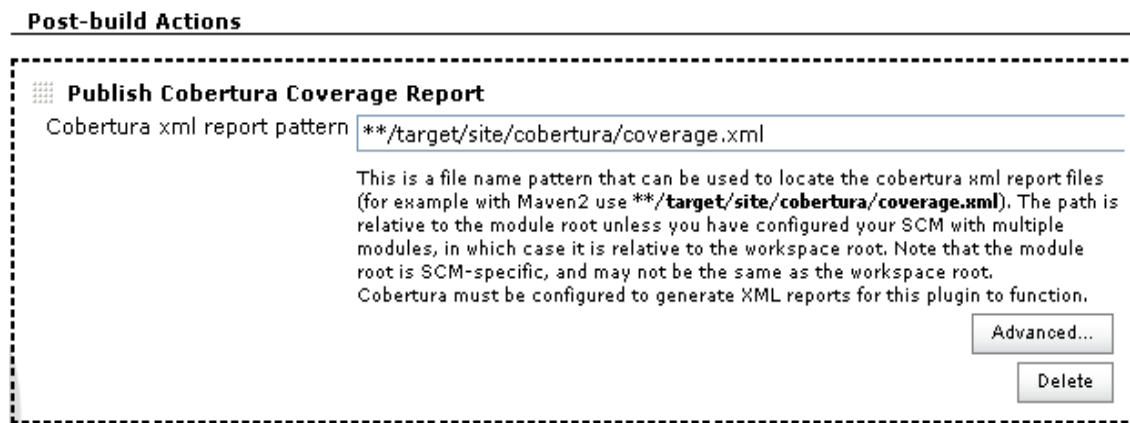 Post-build Actions
Publish Cobertura Coverage Report
Cobertura xml report pattern **/target/site/cobertura/coverage.xml
This is a file name pattern that can be used to locate the cobertura xml report files
(for example with Maven2 use **/target/site/cobertura/coverage.xml). The path is
relative to the module root unless you have configured your SCM with multiple
modules, in which case it is relative to the workspace root. Note that the module
root is SCM-specific, and may not be the same as the workspace root.
Cobertura must be configured to generate XML reports for this plugin to function.
Advanced...
Delete